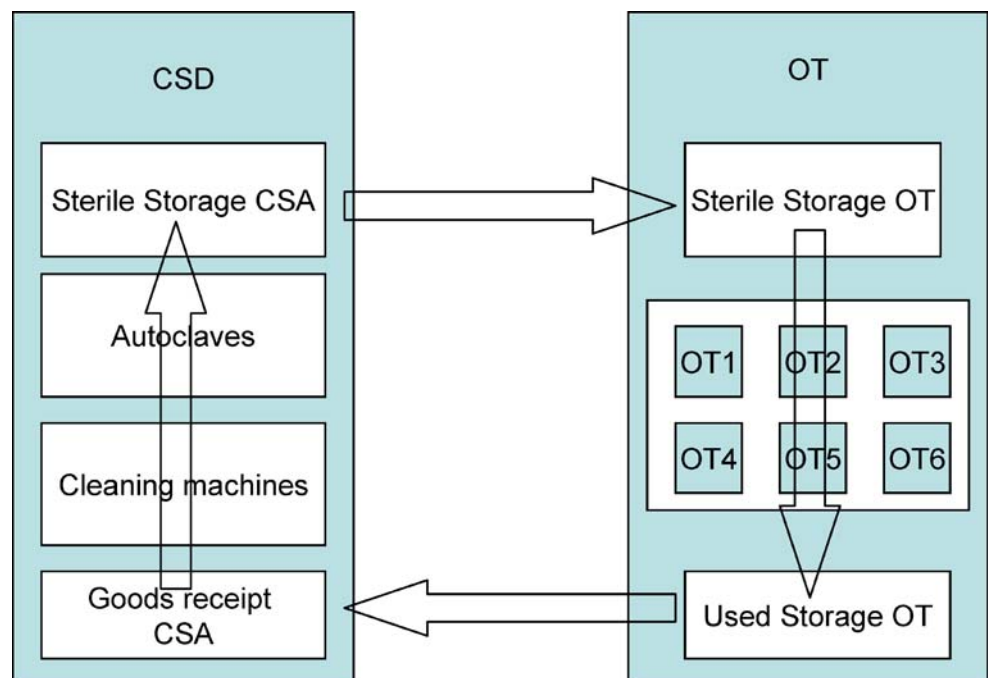 CSD
Sterile Storage CSA
Autoclaves
Cleaning machines
Goods receipt
CSA
OT
Sterile Storage OT
OT1 OT2 OT3
OT4 OT5 OT6
Used Storage OT